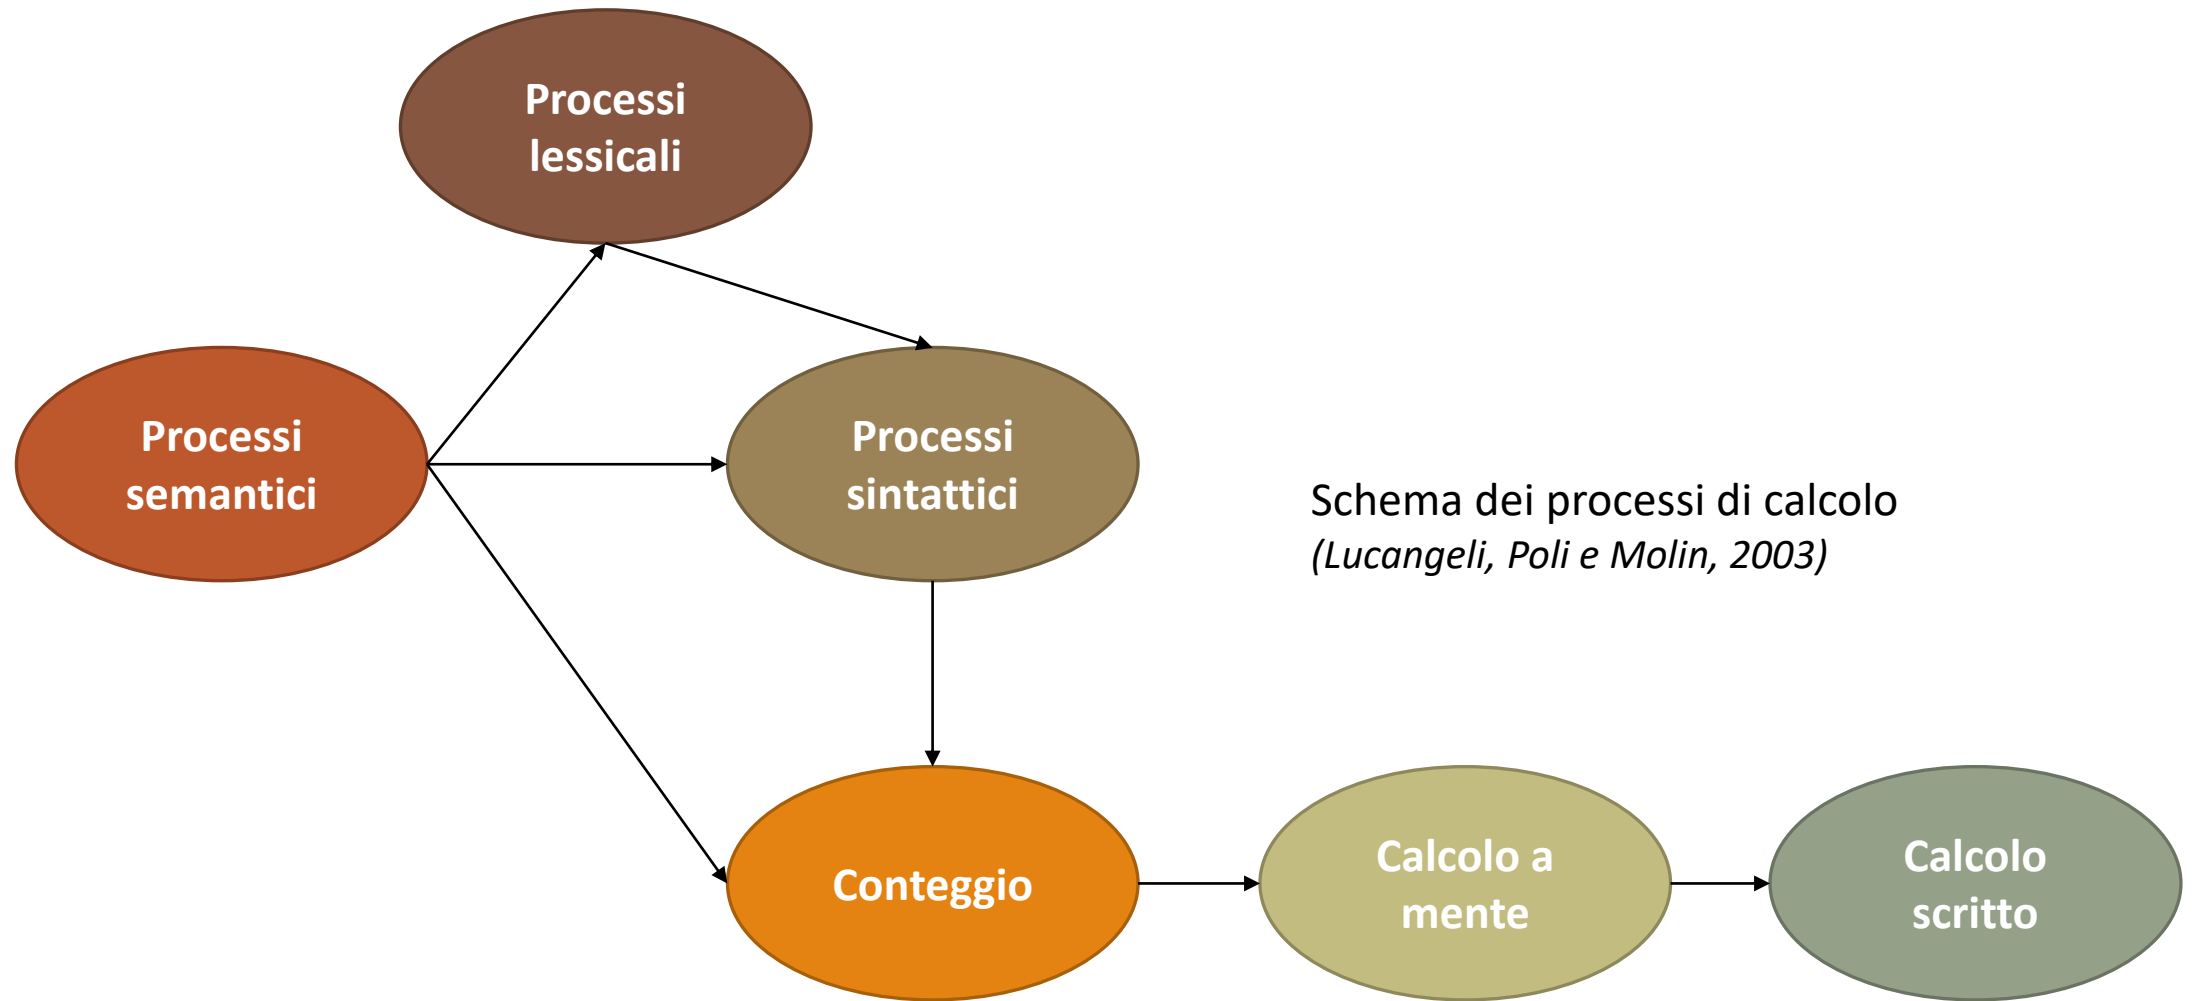 Processi
lessicali
Processi
semantici
Processi
sintattici
Schema dei processi di calcolo
(Lucangeli, Poli e Molin, 2003)
Conteggio
Calcolo a
mente
Calcolo
scritto